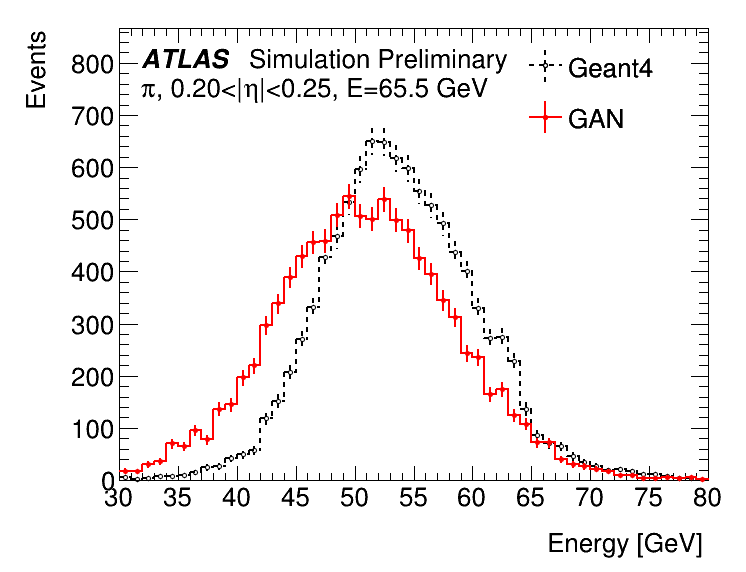 Events
ATLAS Simulation Preliminary
π, 0.20<|η|<0.25, E=65.5 GeV
Geant4
GAN
800
700
600
500
400
300
200
100
0
30 35 40 45 50 55 60 65 70 75 80
Energy [GeV]